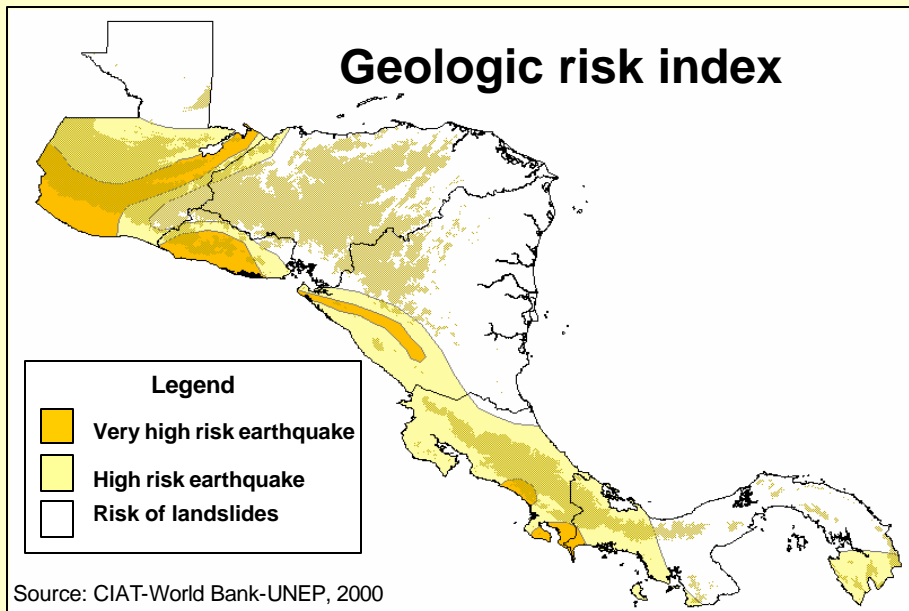 Geologic risk index
Legend
Very high risk earthquake
High risk earthquake
Risk of landslides
Source: CIAT-World Bank-UNEP, 2000